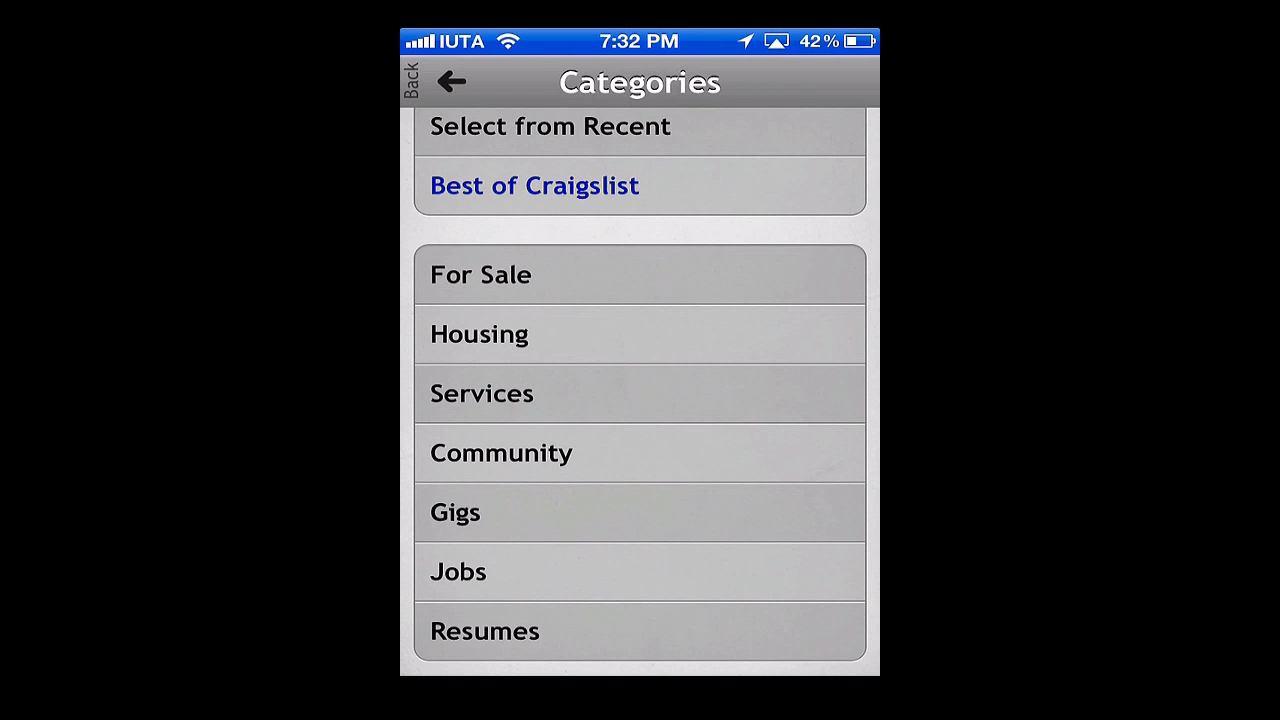 IUTA 7:32 PM 42%
Back Categories
Select from Recent
Best of Craigslist
For Sale
Housing
Services
Community
Gigs
Jobs
Resumes